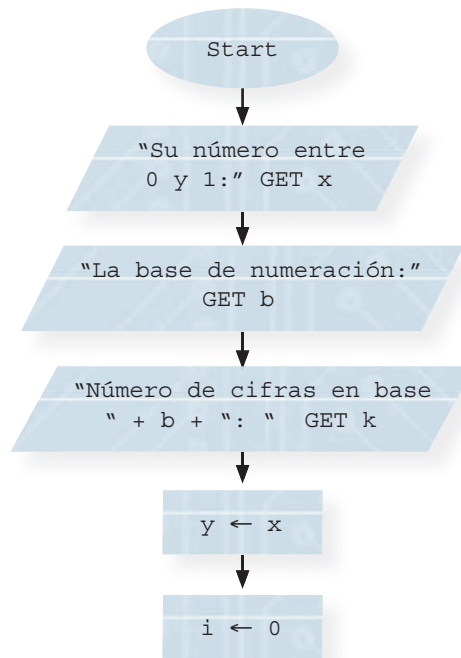 Start
“Su número entre
0 y 1:” GET x
“La base de numeración:”
GET b
“Número de cifras en base
“ + b + “: “ GET k
y ← x
i ← 0